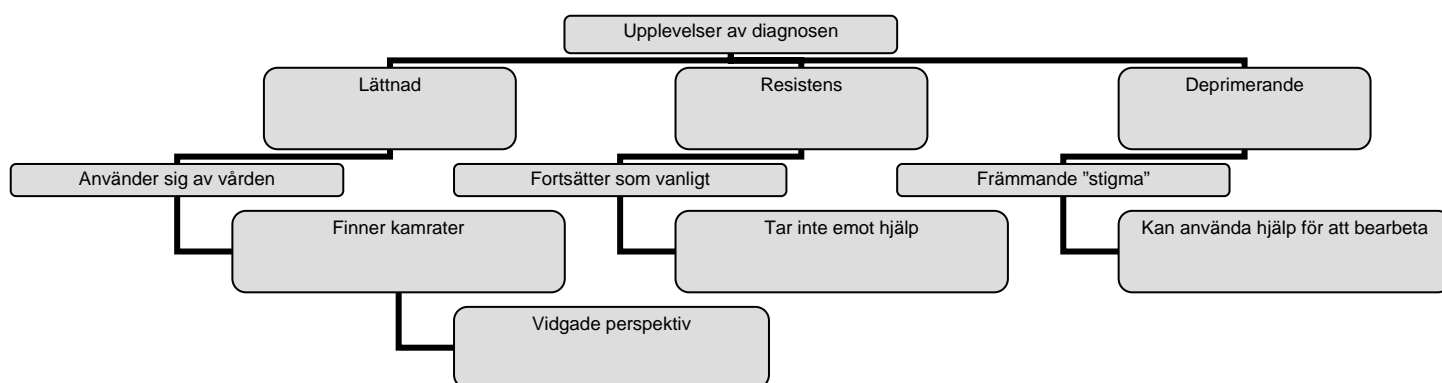 Upplevelser av diagnosen
Lättnad
Resistens
Deprimerande
Använder sig av vården
Fortsätter som vanligt
Främmande ”stigma”
Finner kamrater
Tar inte emot hjälp
Kan använda hjälp för att bearbeta
Vidgade perspektiv